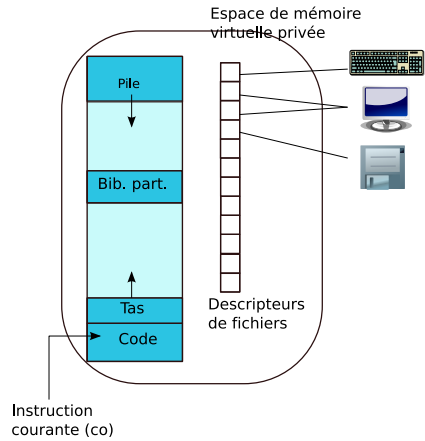 Espace de mémoire
virtuelle privée
Pile
Bib. part.
Tas
Code
Descripteurs
de fichiers
Instruction
courante (co)